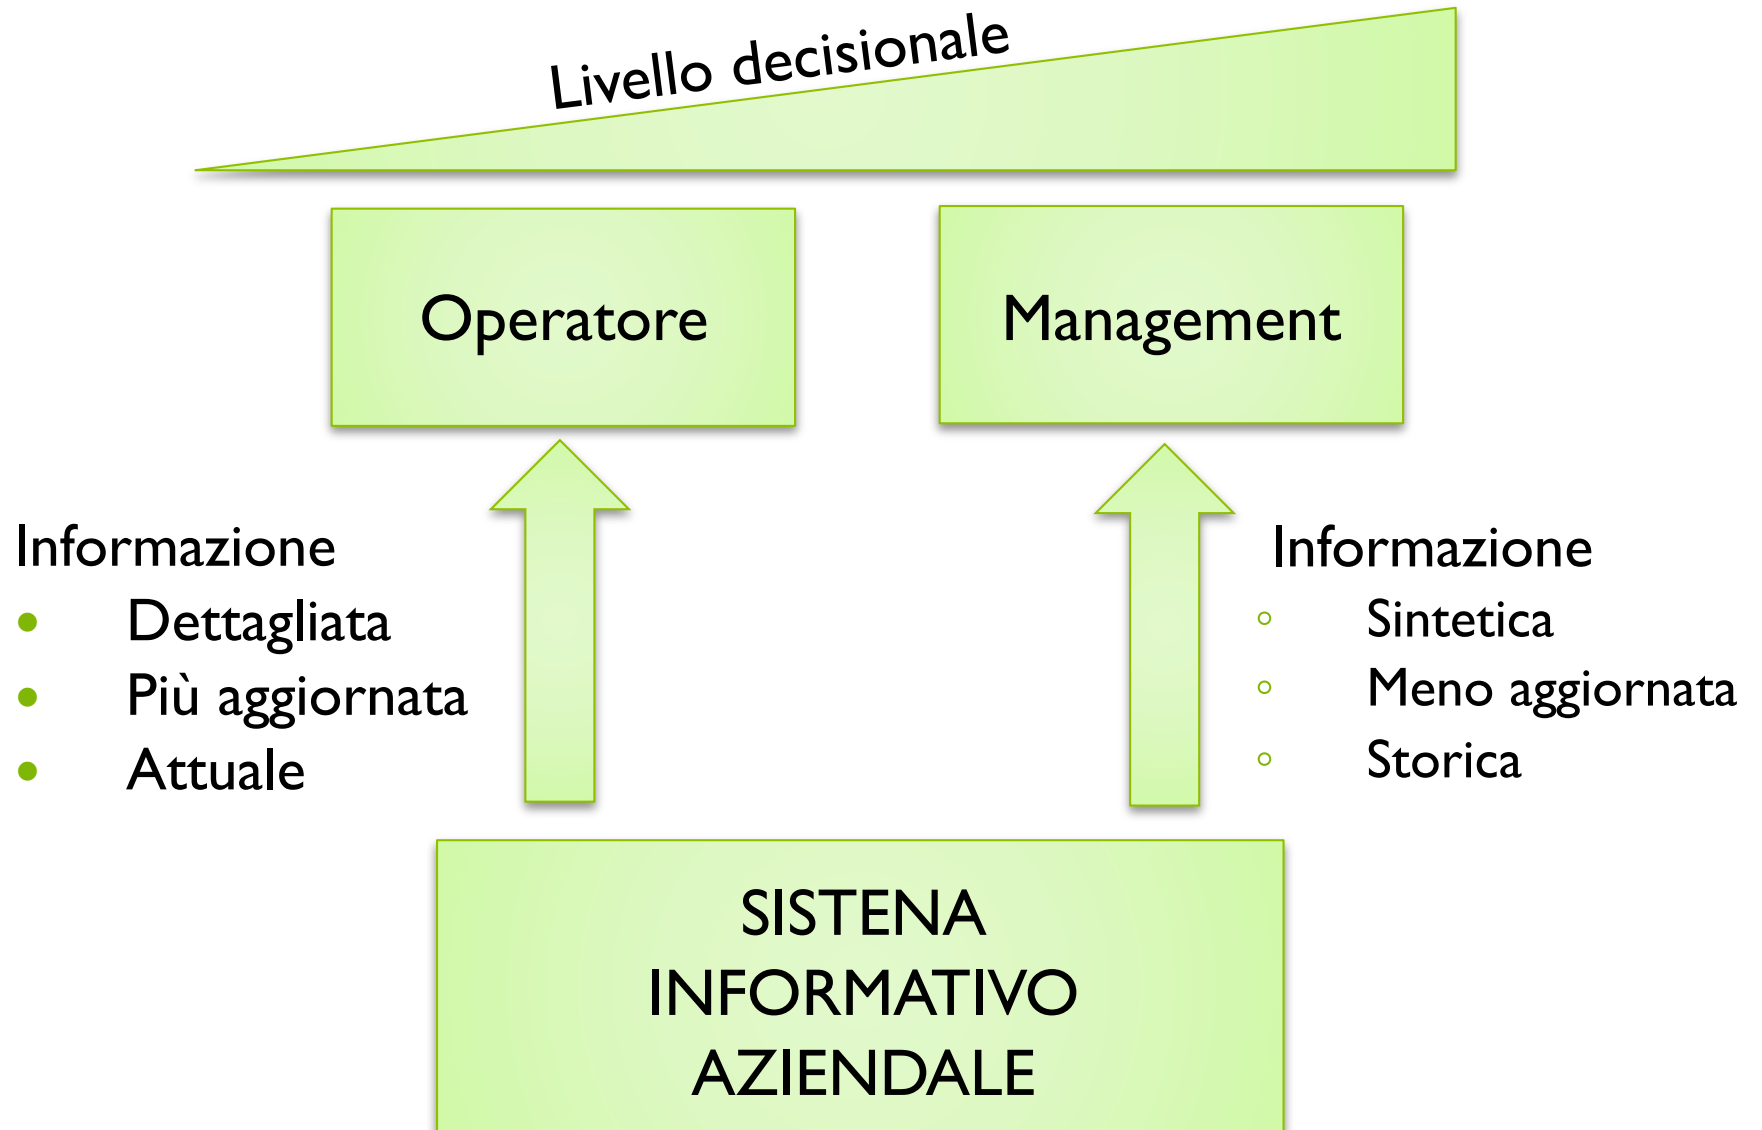 Livello decisionale
Operatore
Management
Informazione
Dettagliata
Più aggiornata
Attuale
Informazione
Sintetica
Meno aggiornata
Storica
SISTENA
INFORMATIVO
AZIENDALE